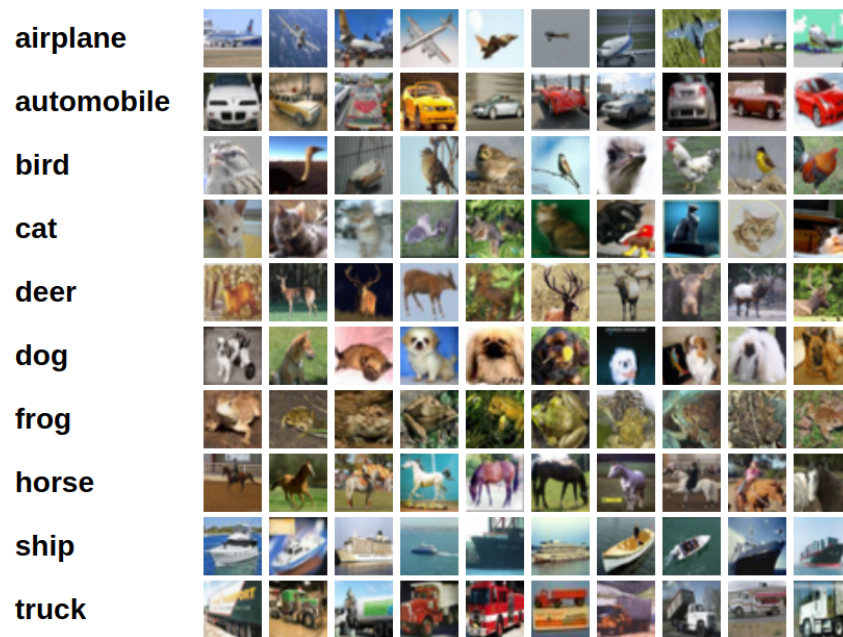 airplane
automobile
bird
cat
deer
dog
frog
horse
ship
truck